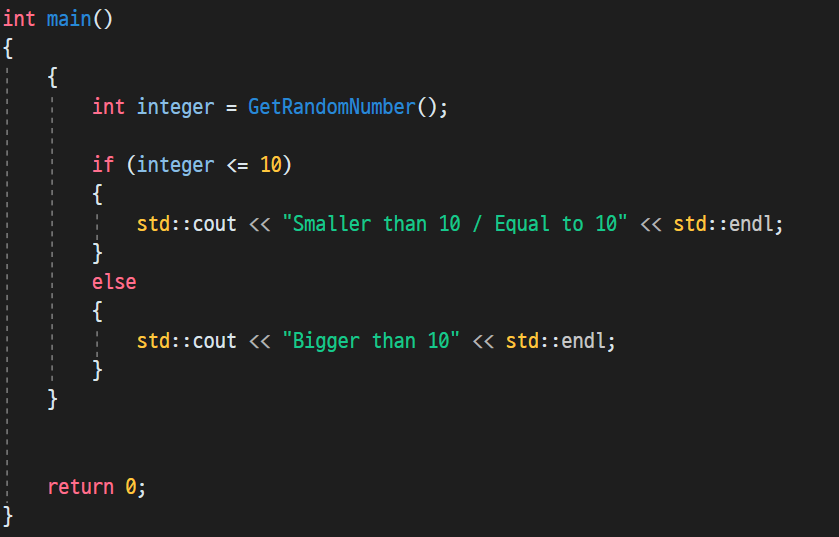 int main()
{
    {
        int integer = GetRandomNumber();

        if (integer <= 10)
        {
            std::cout << "Smaller than 10 / Equal to 10" << std::endl;
        }
        else
        {
            std::cout << "Bigger than 10" << std::endl;
        }
    }


    return 0;
}